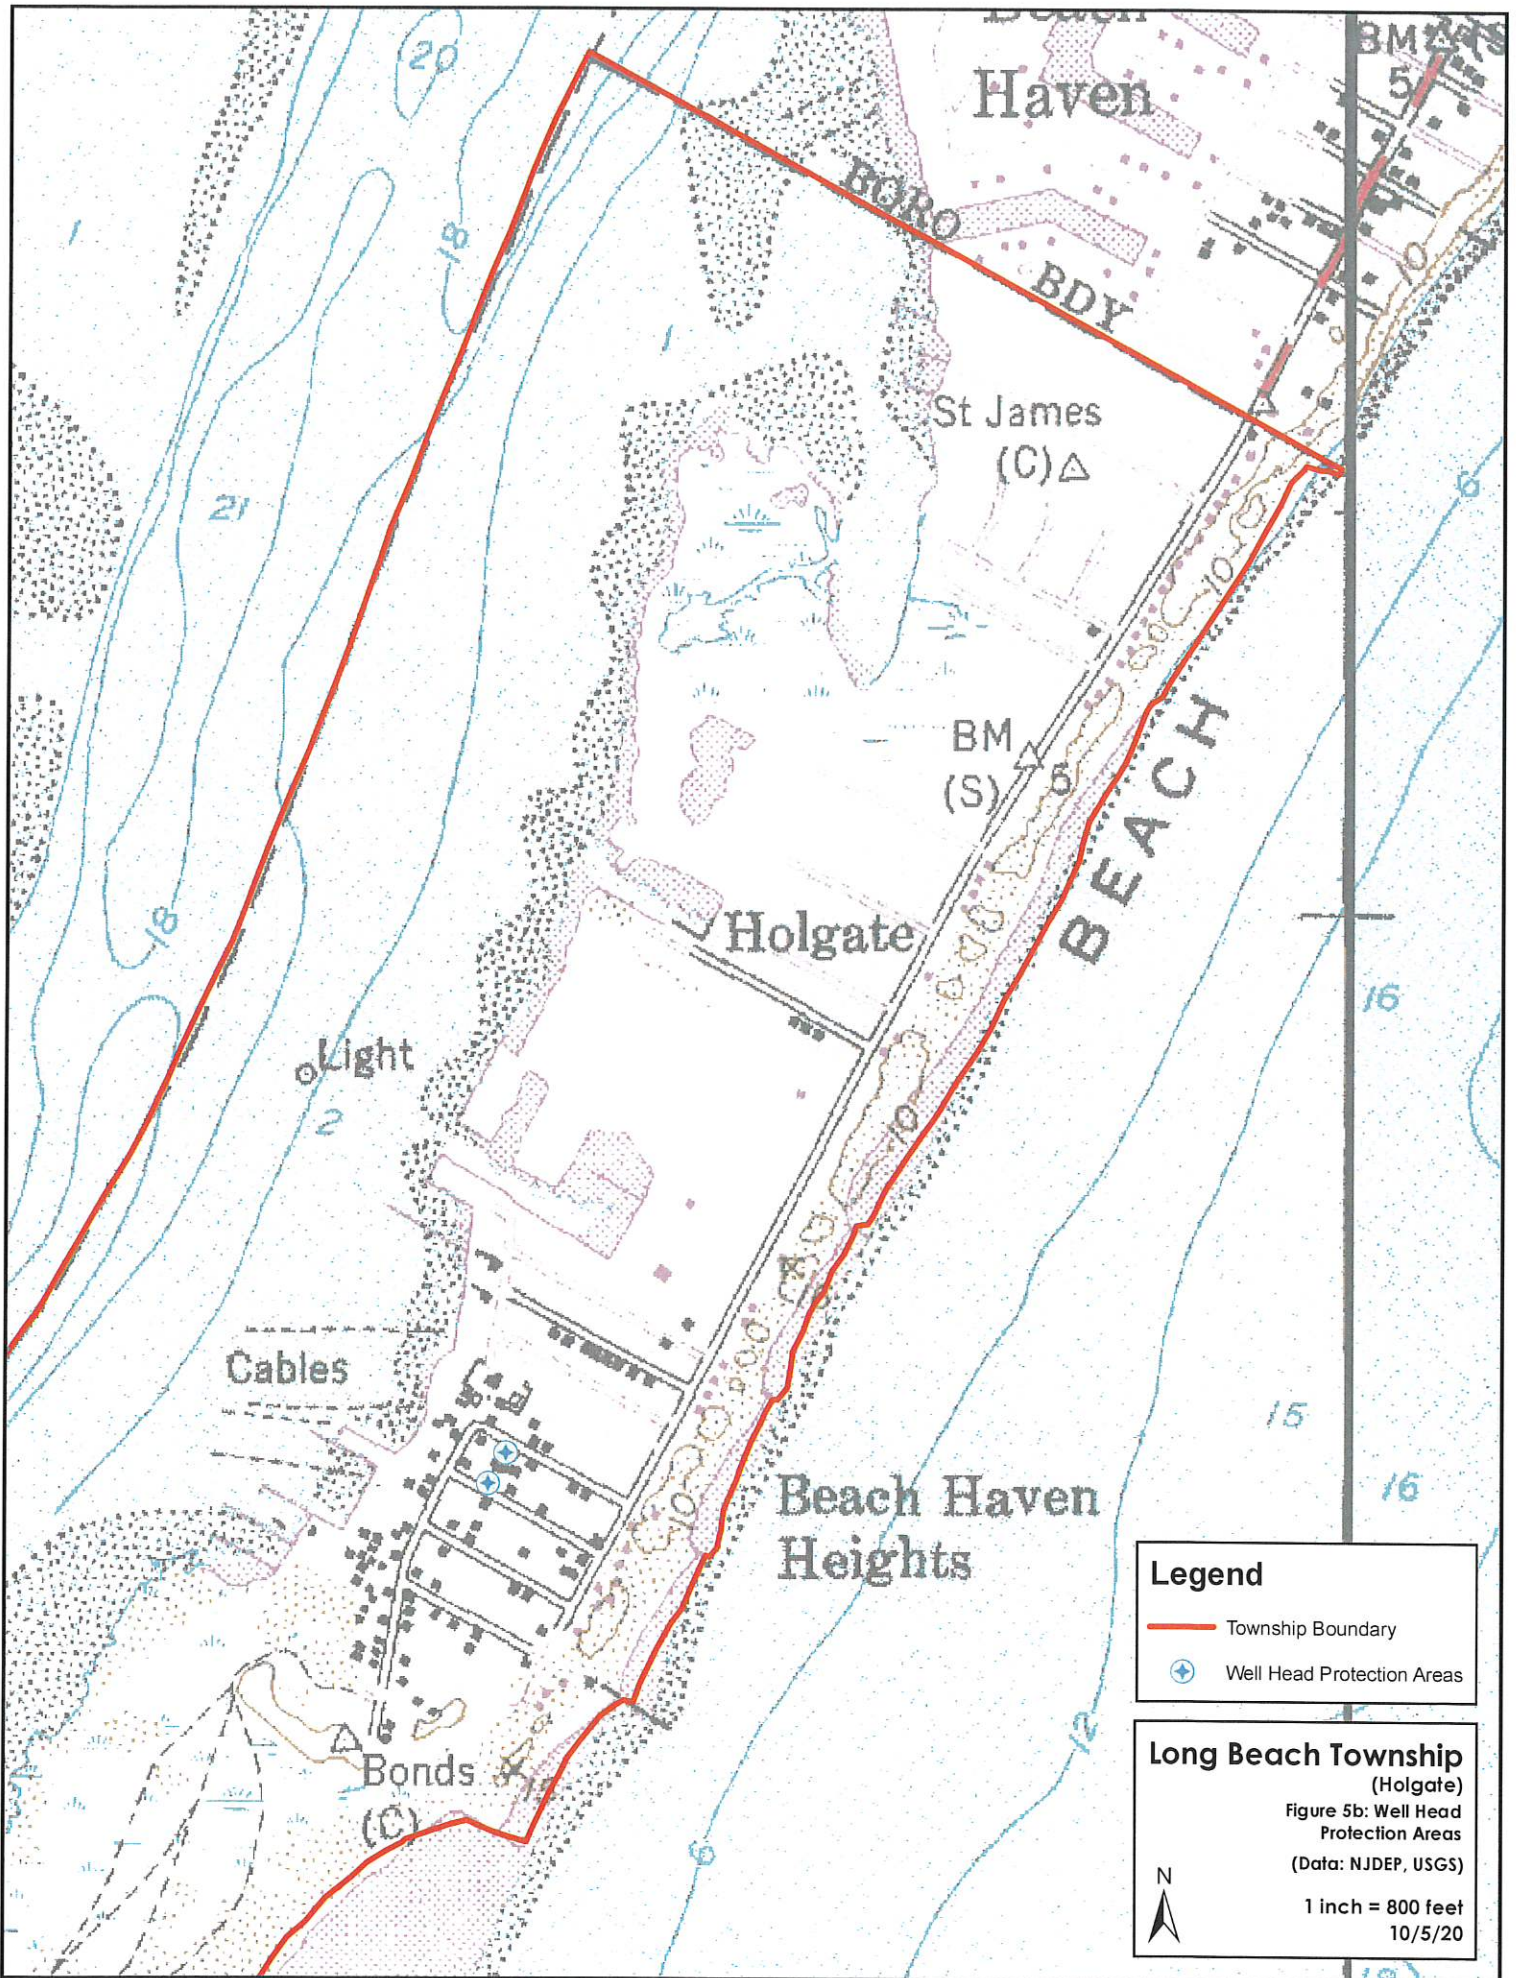 Beach
BM (S
20
5
Haven
BORO
1
18
10
BDY
1
St James
(C)
6
21
10
BM
(S)
5
BEACH
18
Holgate
16
Light
2
10
Cables
15
Beach Haven
Heights
10
16
Legend
Township Boundary
Well Head Protection Areas
12
Bonds
(C)
6
Long Beach Township
(Holgate)
Figure 5b: Well Head
Protection Areas
(Data: NJDEP, USGS)
N
1 inch = 800 feet
10/5/20